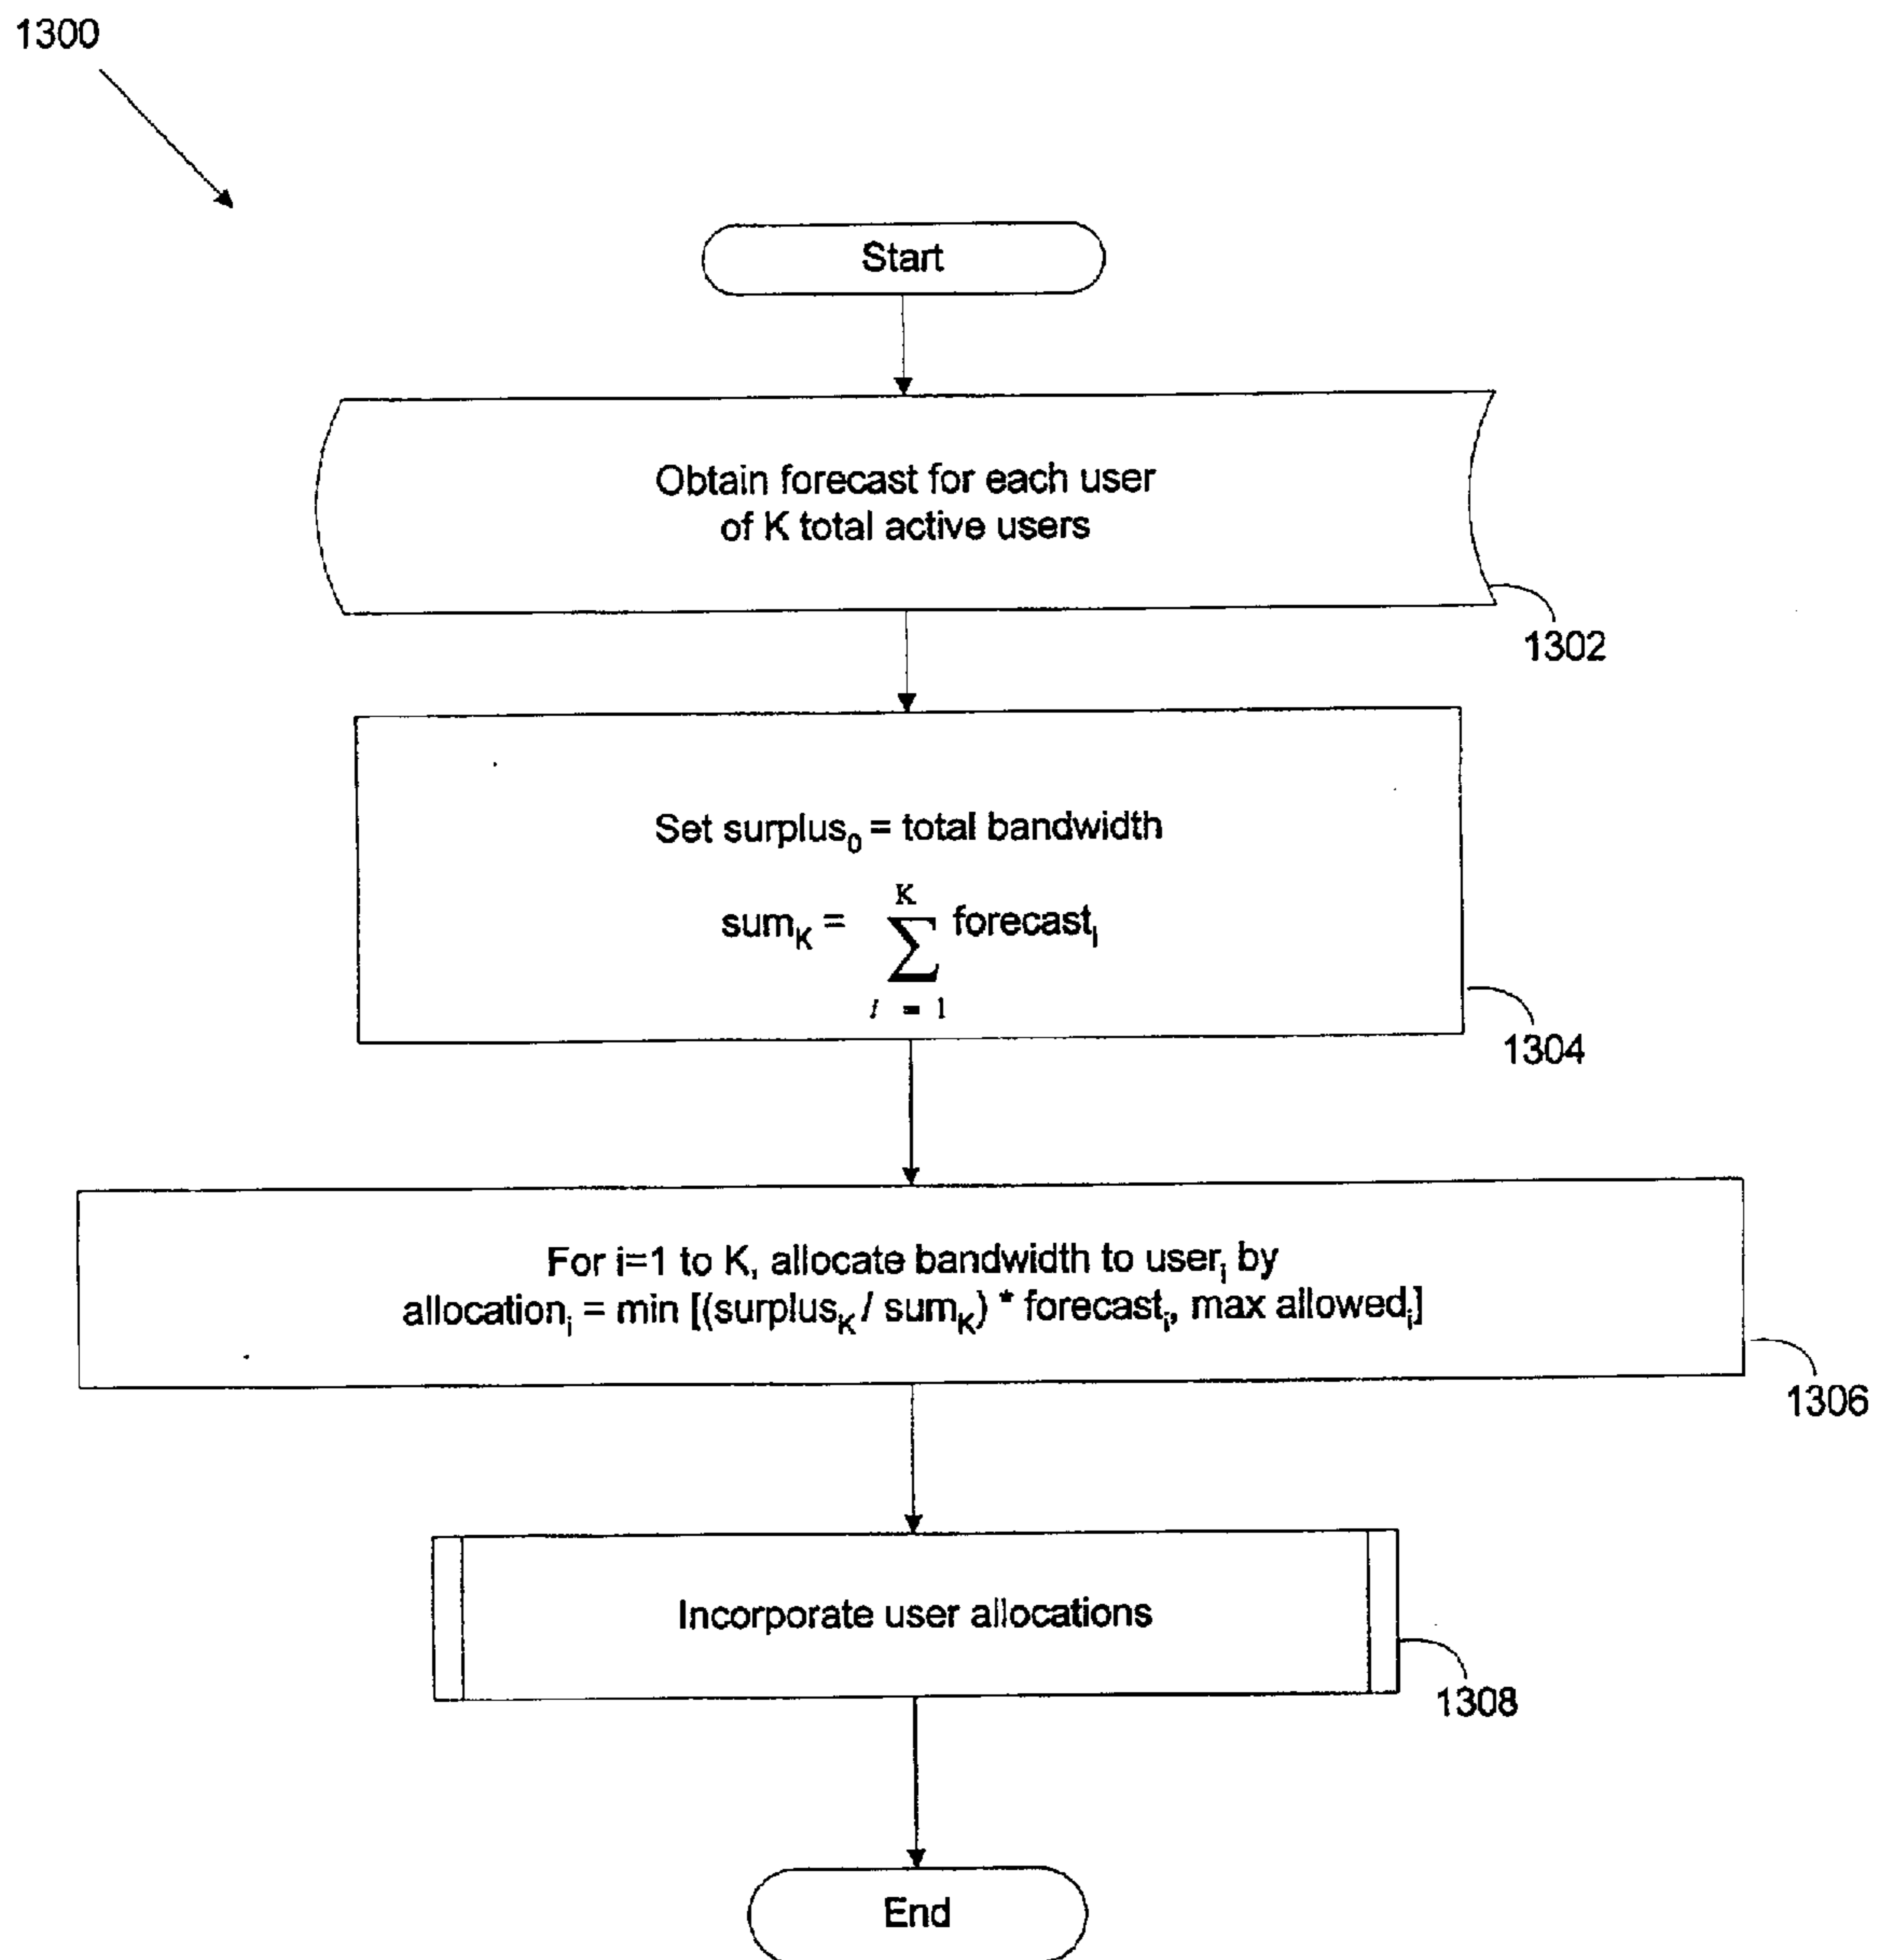 1300
Start
Obtain forecast for each user
of K total active users
1302
Set surplus₀ = total bandwidth
K
sumK = ∑ forecastᵢ
i = 1
1304
For i=1 to K, allocate bandwidth to userᵢ by
allocationᵢ = min [(surplusK / sumK) * forecastᵢ, max allowedᵢ]
1306
Incorporate user allocations
1308
End